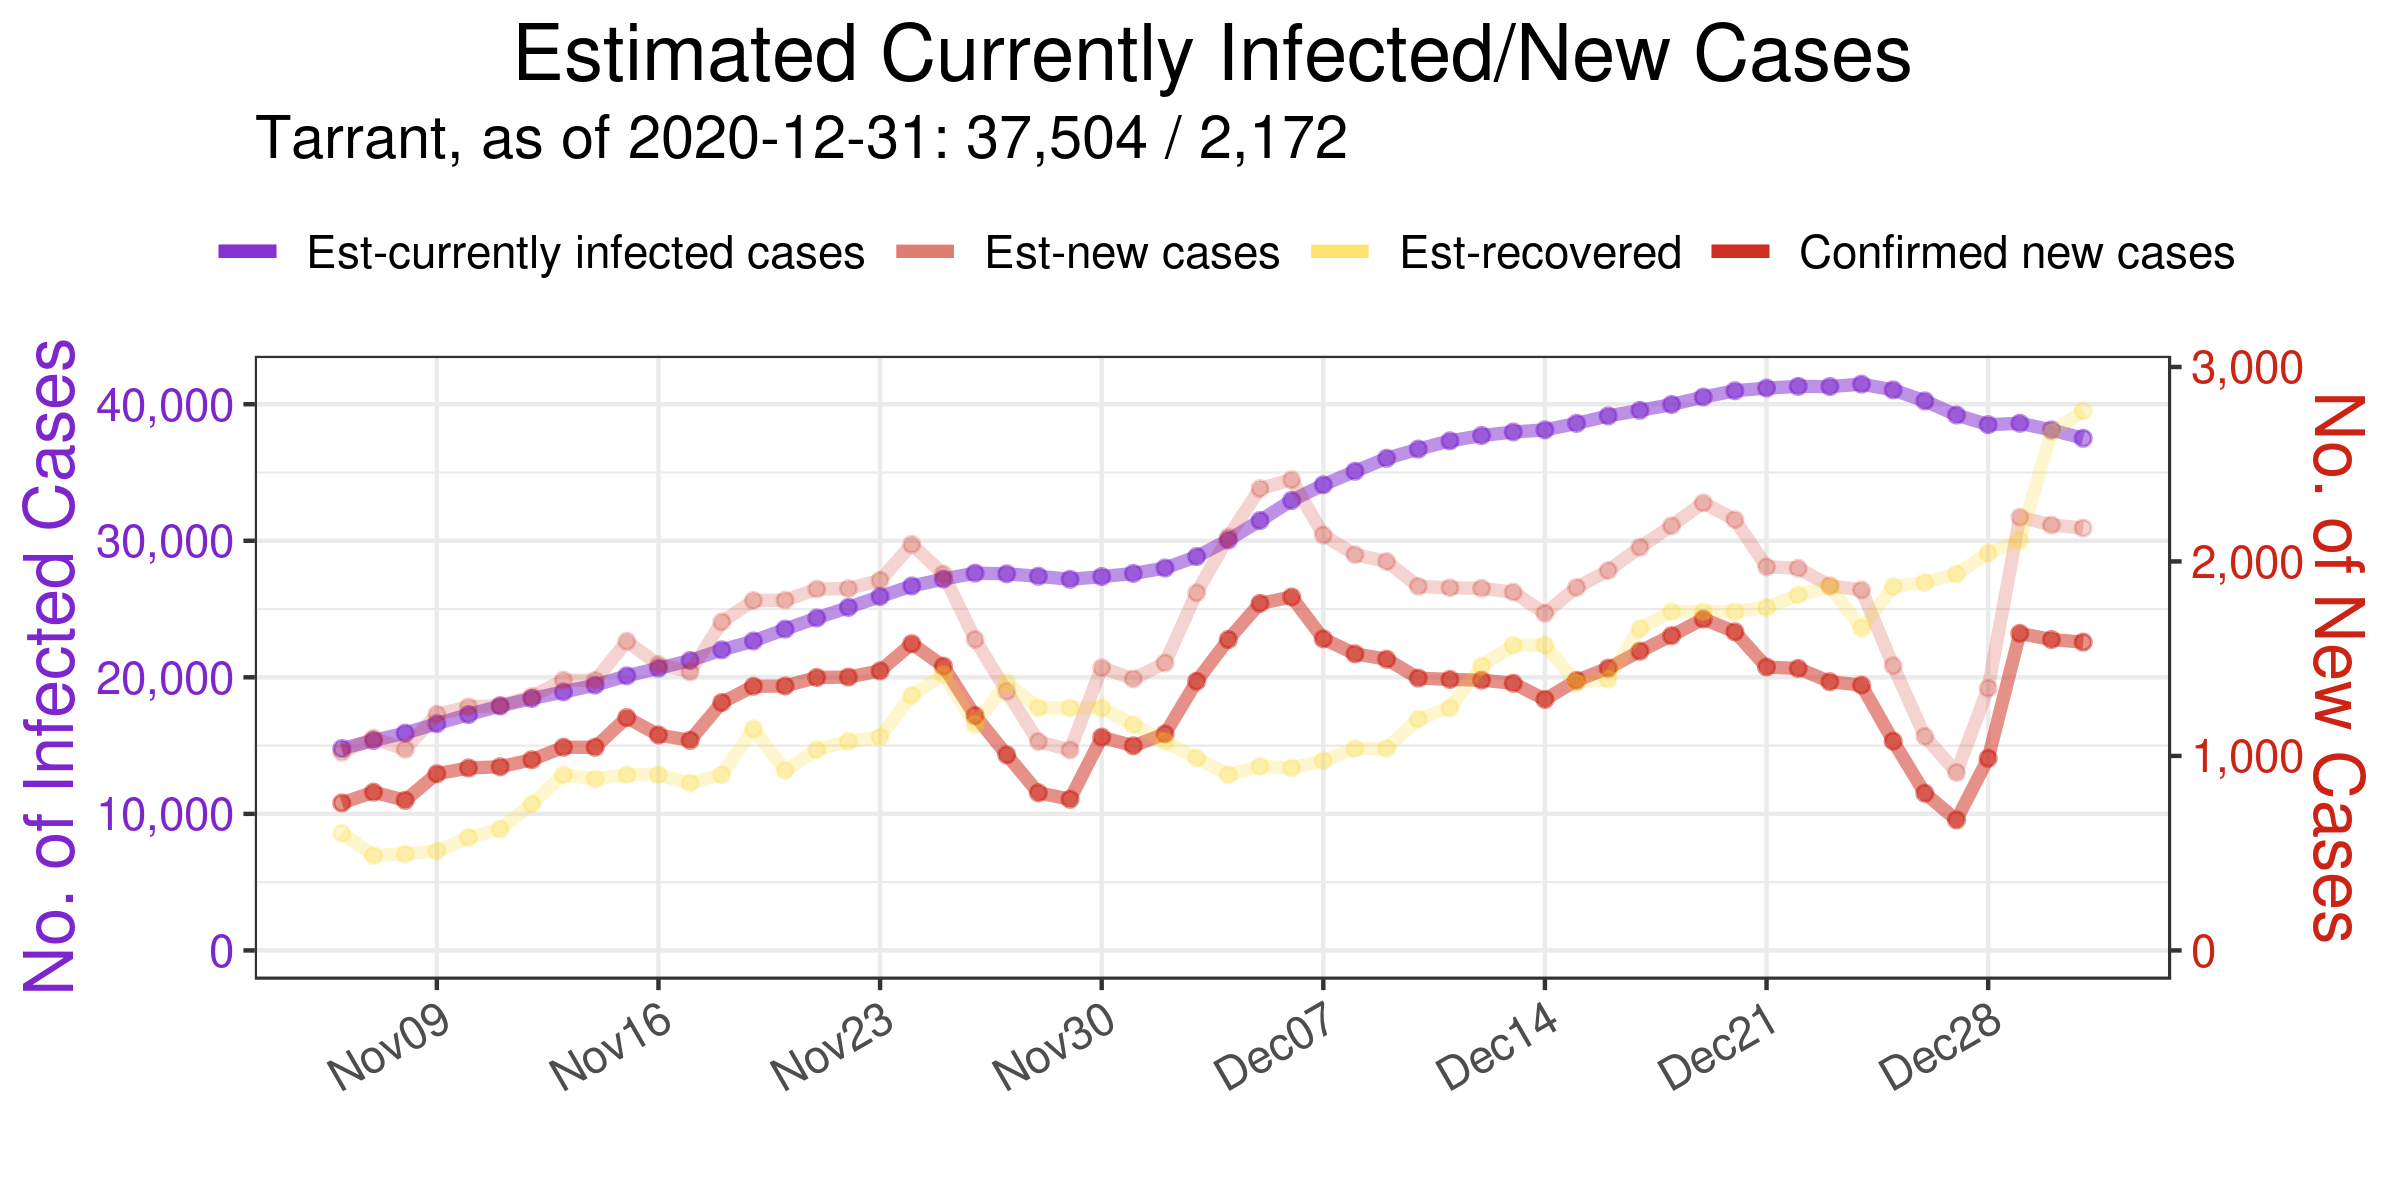 Estimated Currently Infected/New Cases
Tarrant, as of 2020-12-31: 37,504 / 2,172
Est-currently infected cases Est-new cases Est-recovered Confirmed new cases
No. of Infected Cases
40,000
30,000
20,000
10,000
0
3,000
2,000
1,000
0
No. of New Cases
Nov09 Nov16 Nov23 Nov30 Dec07 Dec14 Dec21 Dec28